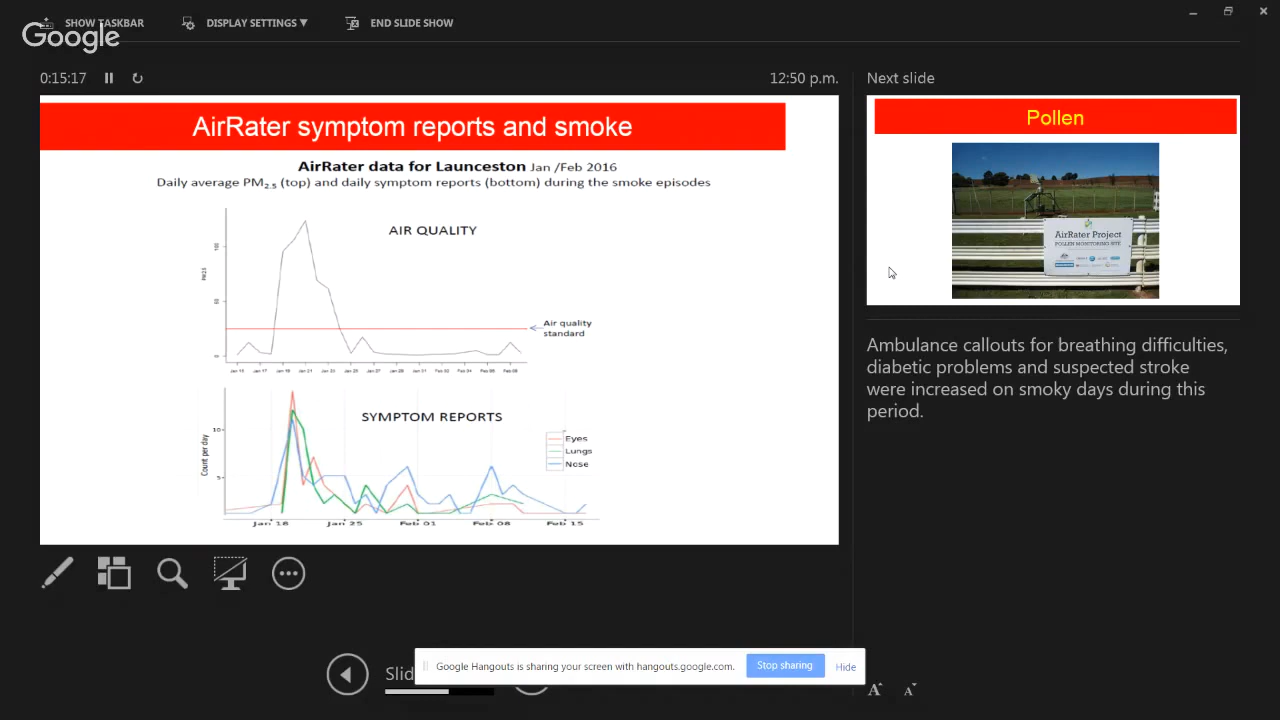 SHOW TASKBAR
DISPLAY SETTINGS ▼
END SLIDE SHOW
Google
0:15:17
12:50 p.m.
Next slide
AirRater symptom reports and smoke
AirRater data for Launceston Jan /Feb 2016
Daily average PM2.5 (top) and daily symptom reports (bottom) during the smoke episodes
AIR QUALITY
Air quality
standard
SYMPTOM REPORTS
Count per day
10
5
Eyes
Lungs
Nose
Jan 18
Jan 25
Feb 01
Feb 08
Feb 15
Pollen
AirRater Project
POLLEN MONITORING SITE
Ambulance callouts for breathing difficulties,
diabetic problems and suspected stroke
were increased on smoky days during this
period.
Slid
Google Hangouts is sharing your screen with hangouts.google.com.
Stop sharing
Hide
A
A